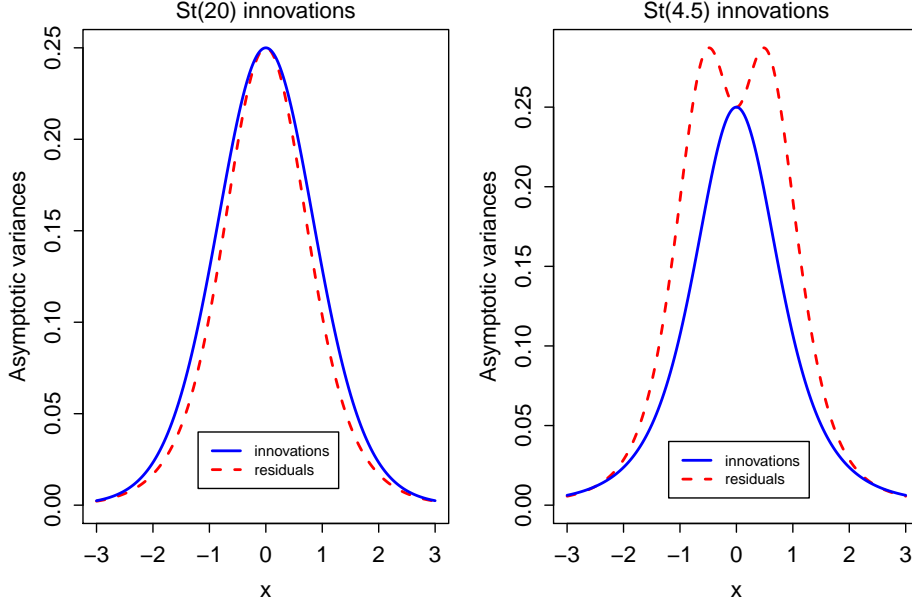 St(20) innovations
Asymptotic variances
0.00
0.05
0.10
0.15
0.20
0.25
innovations
residuals
−3 −2 −1 0 1 2 3
x
St(4.5) innovations
Asymptotic variances
0.00
0.05
0.10
0.15
0.20
0.25
innovations
residuals
−3 −2 −1 0 1 2 3
x